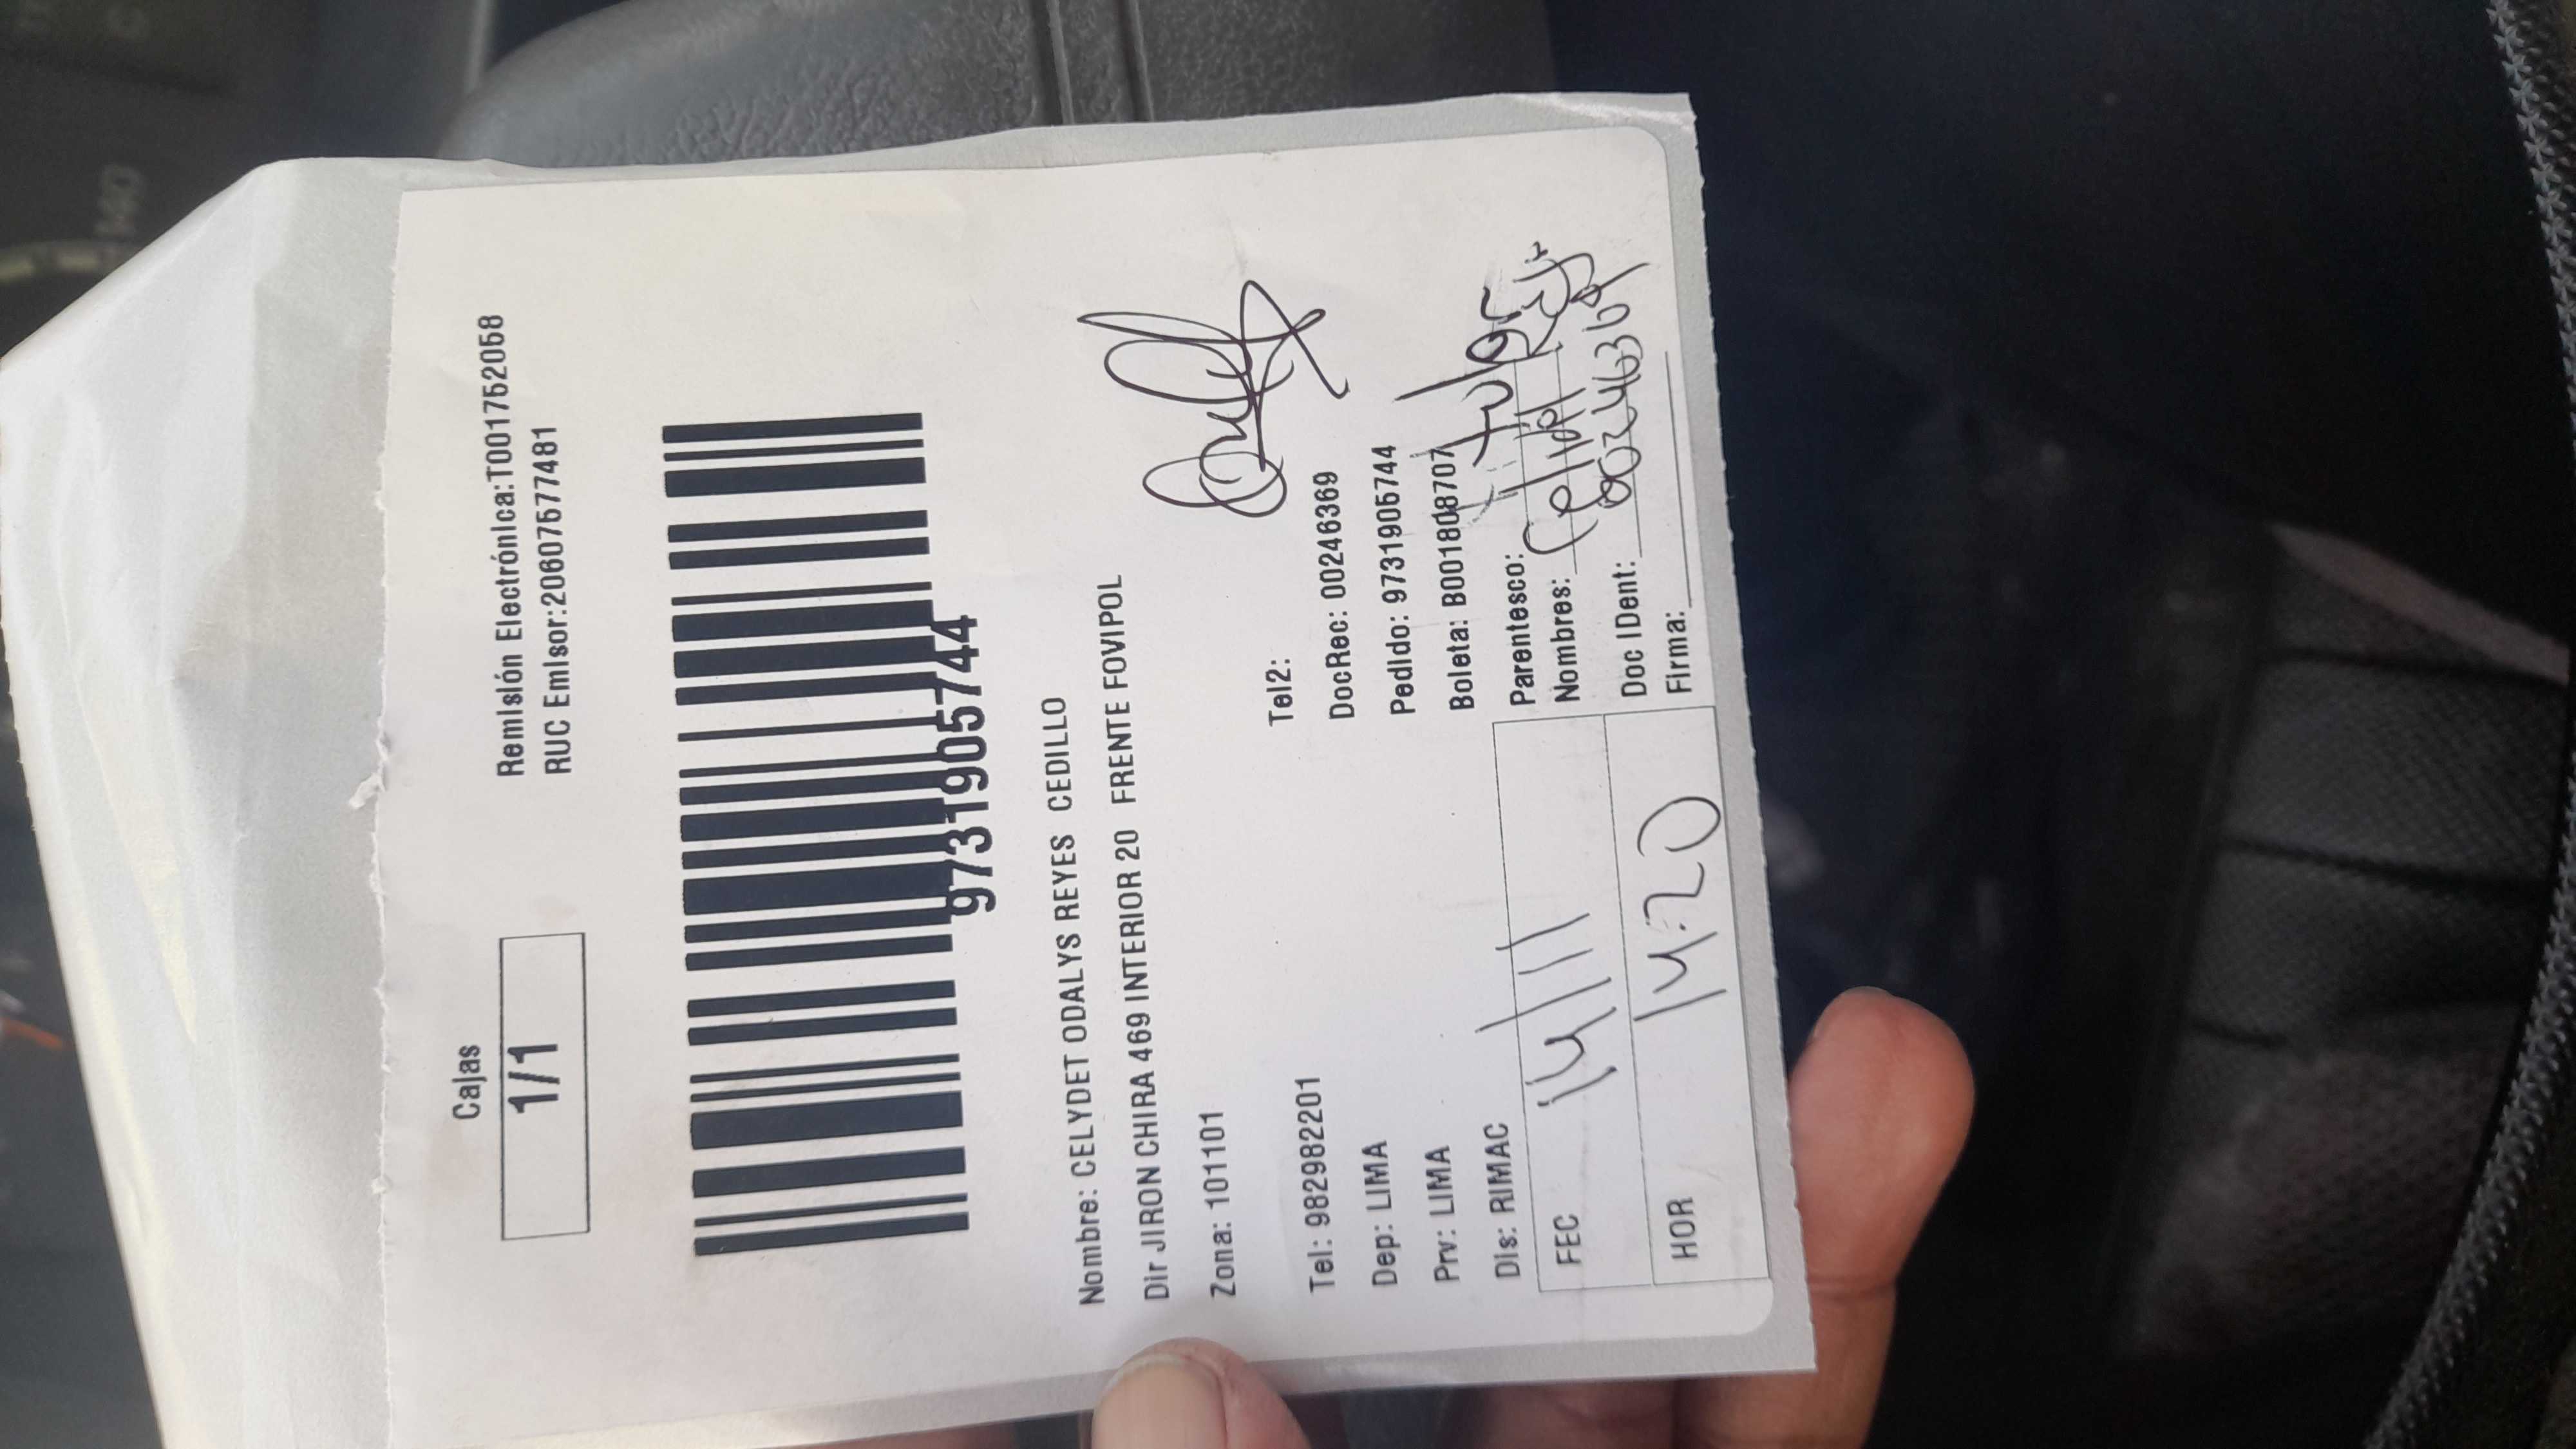 Cajas
1/1
Remisión Electrónica:T001752058
RUC Emisor:20607577481
9731905744
Nombre: CELYDET ODALYS REYES CEDILLO
Dir JIRON CHIRA 469 INTERIOR 20 FRENTE FOVIPOL
Zona: 101101
Tel: 982982201 Tel2:
Dep: LIMA DocRec: 00246369
Prv: LIMA Pedido: 9731905744
Dis: RIMAC Boleta: B001808707
FEC 14/11
HOR 14:20
Parentesco: titular
Nombres:
Doc IDent: 00246369
Firma: